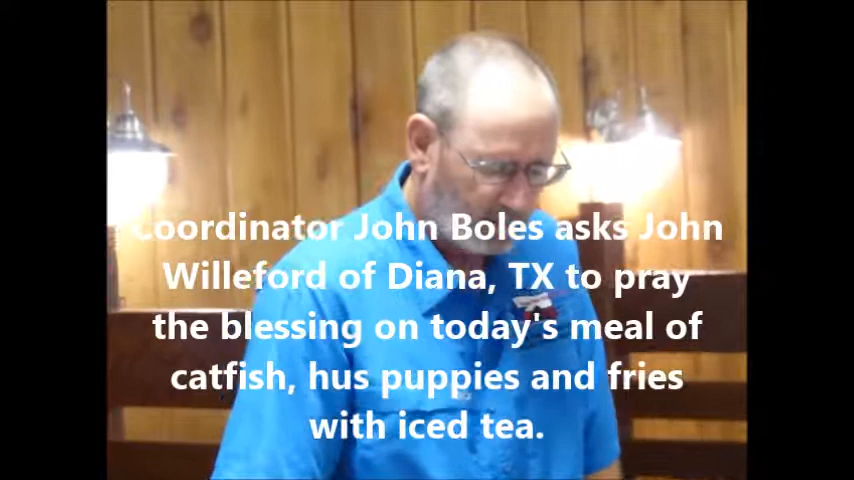 Coordinator John Boles asks John
Willeford of Diana, TX to pray
the blessing on today's meal of
catfish, hus puppies and fries
with iced tea.